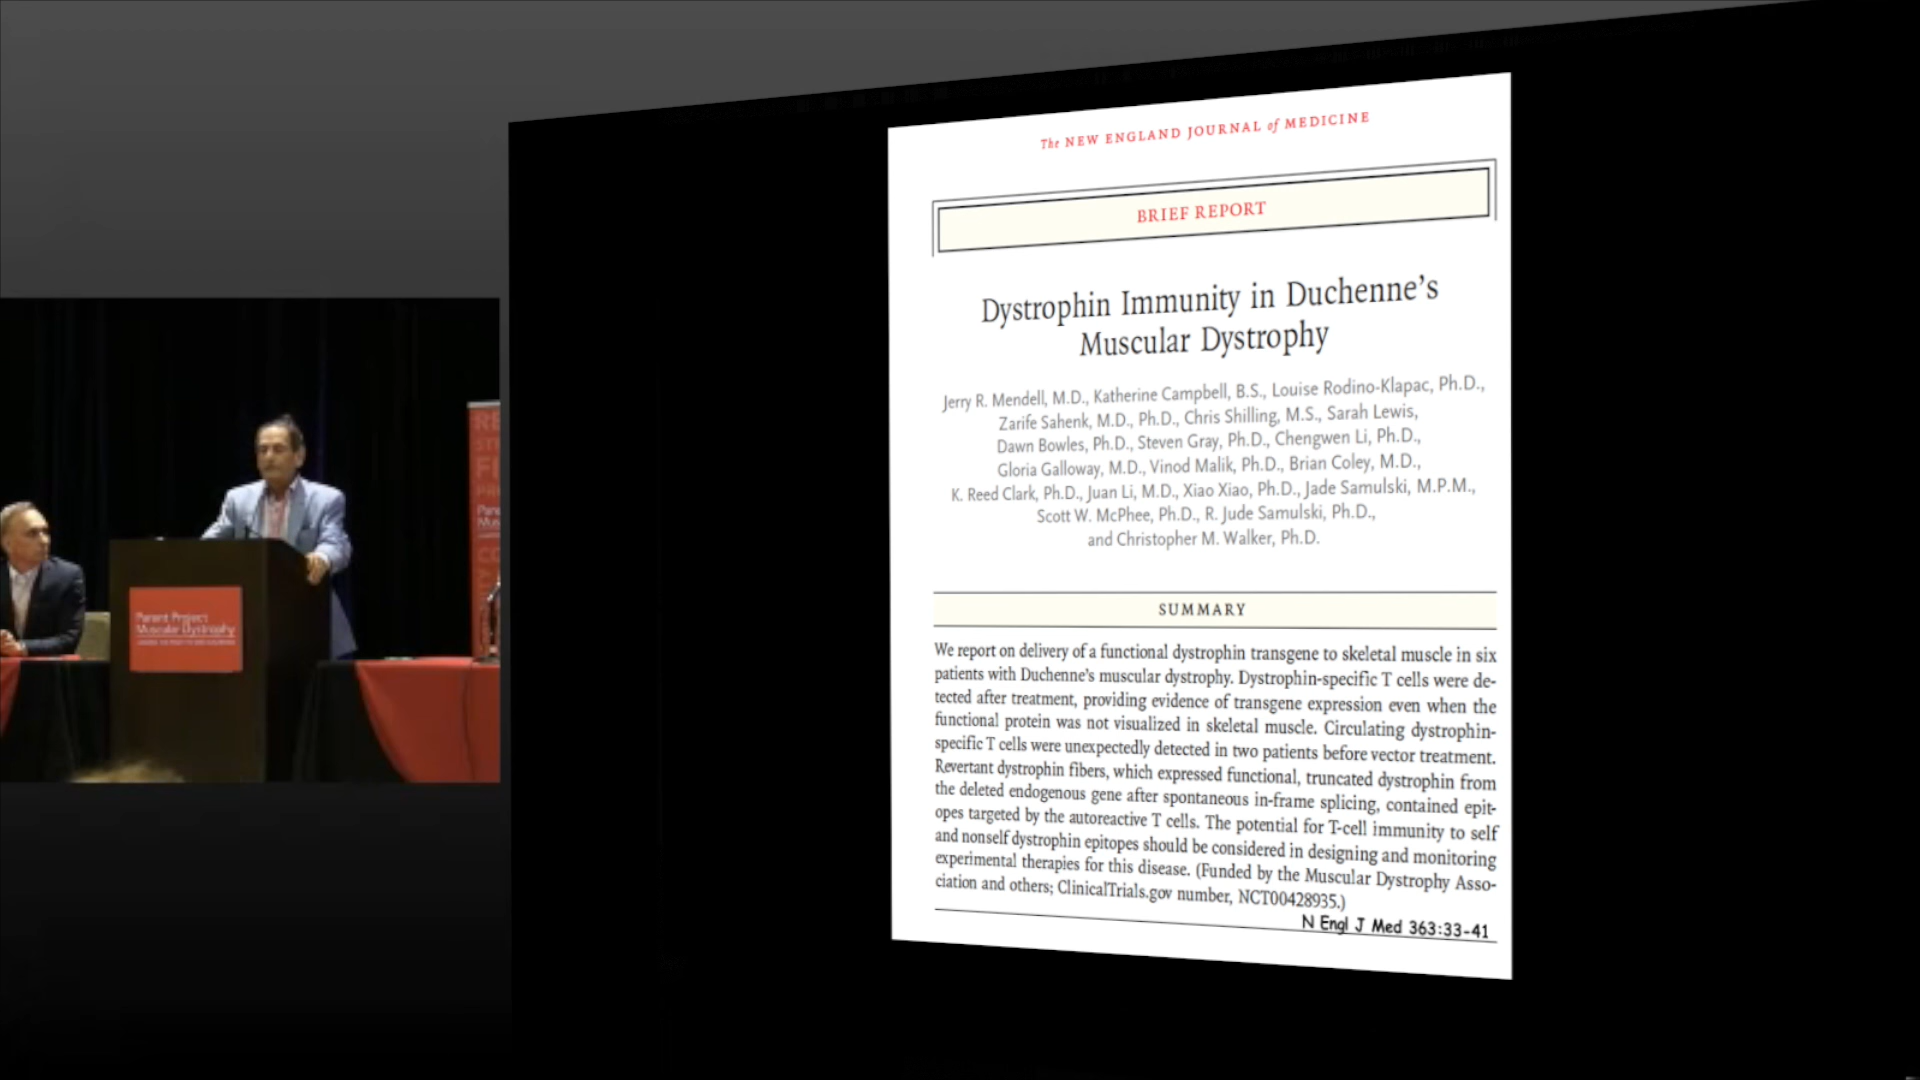 The NEW ENGLAND JOURNAL of MEDICINE
BRIEF REPORT
Dystrophin Immunity in Duchenne's
Muscular Dystrophy
Jerry R. Mendell, M.D., Katherine Campbell, B.S., Louise Rodino-Klapac, Ph.D.,
Zarife Sahenk, M.D., Ph.D., Chris Shilling, M.S., Sarah Lewis,
Dawn Bowles, Ph.D., Steven Gray, Ph.D., Chengwen Li, Ph.D.,
Gloria Galloway, M.D., Vinod Malik, Ph.D., Brian Coley, M.D.,
K. Reed Clark, Ph.D., Juan Li, M.D., Xiao Xiao, Ph.D., Jade Samulski, M.P.M.,
Scott W. McPhee, Ph.D., R. Jude Samulski, Ph.D.,
and Christopher M. Walker, Ph.D.
SUMMARY
We report on delivery of a functional dystrophin transgene to skeletal muscle in six
patients with Duchenne's muscular dystrophy. Dystrophin-specific T cells were de-
tected after treatment, providing evidence of transgene expression even when the
functional protein was not visualized in skeletal muscle. Circulating dystrophin-
specific T cells were unexpectedly detected in two patients before vector treatment.
Revertant dystrophin fibers, which expressed functional, truncated dystrophin from
the deleted endogenous gene after spontaneous in-frame splicing, contained epit-
opes targeted by the autoreactive T cells. The potential for T-cell immunity to self
and nonself dystrophin epitopes should be considered in designing and monitoring
experimental therapies for this disease. (Funded by the Muscular Dystrophy Asso-
ciation and others; ClinicalTrials.gov number, NCT00428935.)
N Engl J Med 363:33-41
Parent Project
Muscular Dystrophy